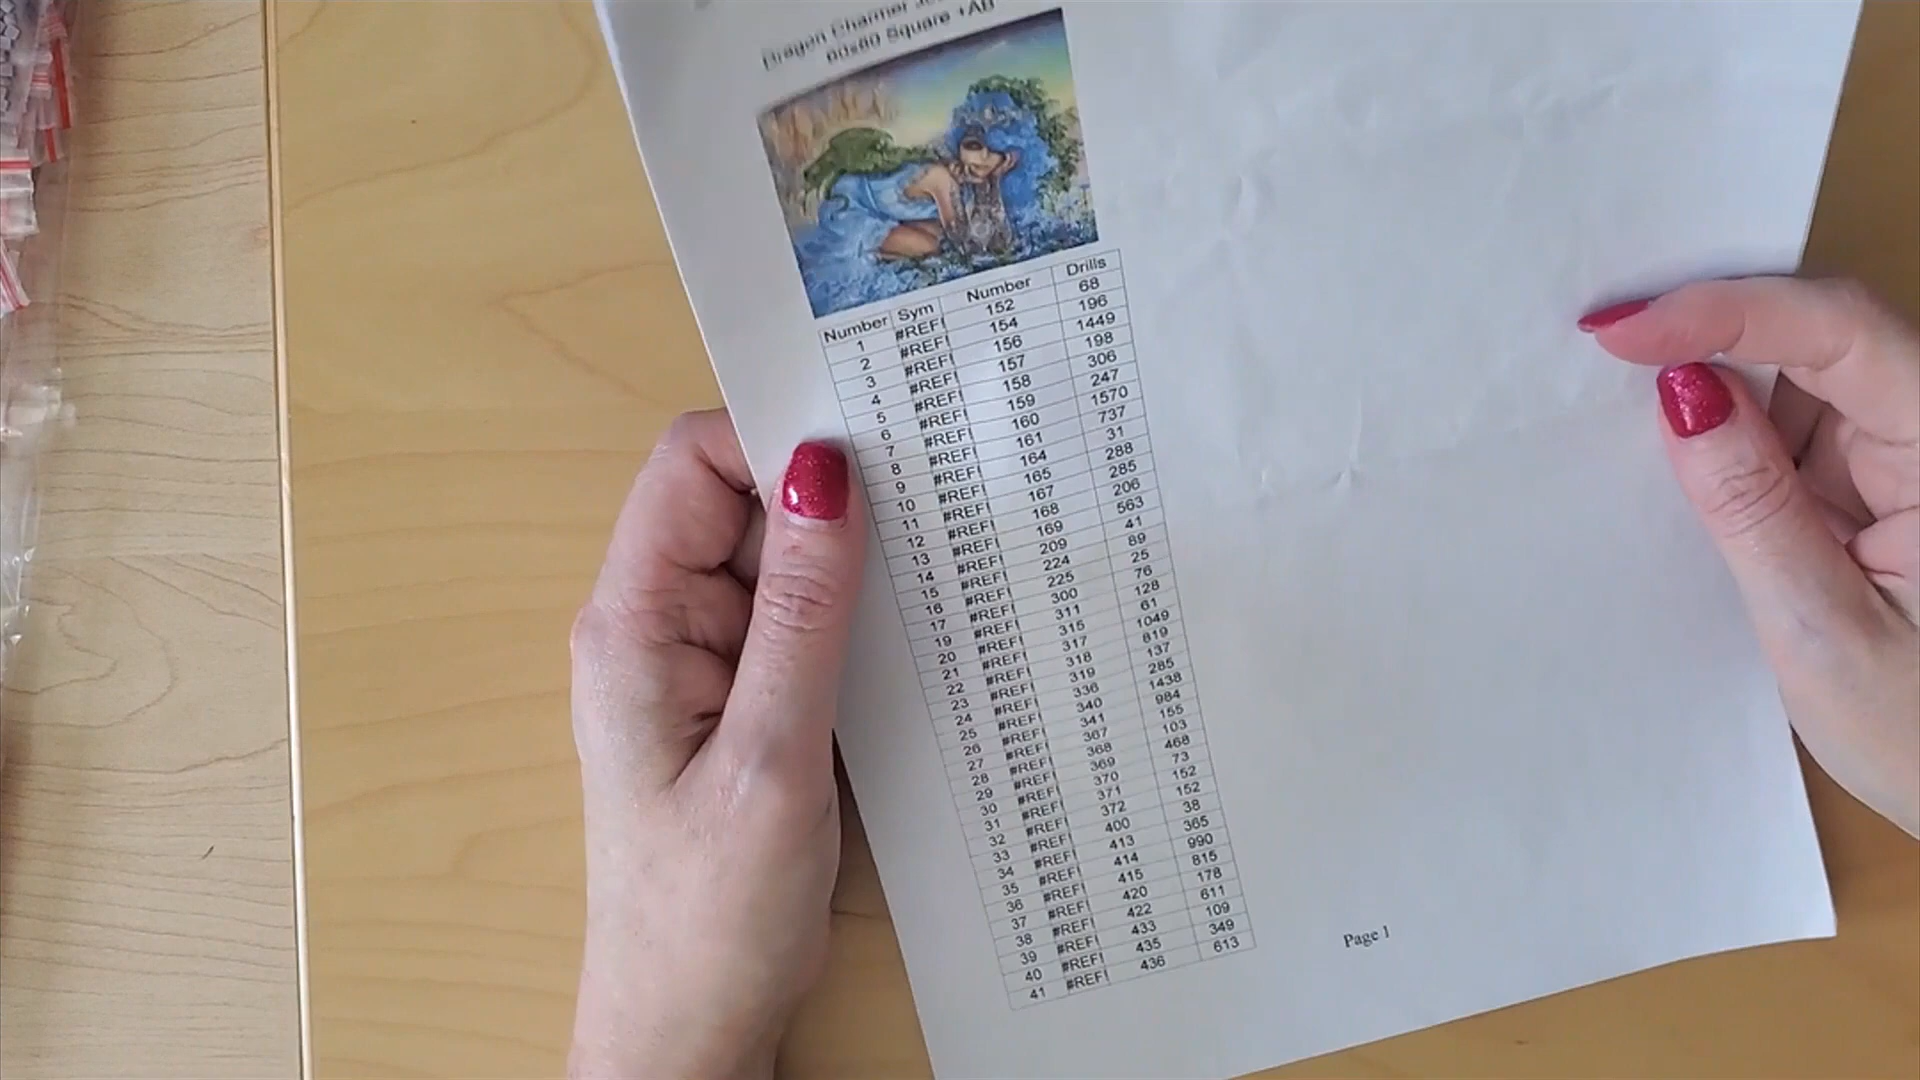 Dragon Charmer
Square +AB
Number Sym Number Drills
1 #REF! 152 68
2 #REF! 154 196
3 #REF! 156 1449
4 #REF! 157 198
5 #REF! 158 306
6 #REF! 159 247
7 #REF! 160 1570
8 #REF! 161 737
9 #REF! 164 31
10 #REF! 165 288
11 #REF! 167 285
12 #REF! 168 206
13 #REF! 169 563
14 #REF! 209 41
15 #REF! 224 89
16 #REF! 225 25
17 #REF! 300 76
19 #REF! 311 128
20 #REF! 315 61
21 #REF! 317 1049
22 #REF! 318 819
23 #REF! 319 137
24 #REF! 336 285
25 #REF! 340 1438
26 #REF! 341 984
27 #REF! 367 155
28 #REF! 368 103
29 #REF! 369 468
30 #REF! 370 73
31 #REF! 371 152
32 #REF! 372 152
33 #REF! 400 38
34 #REF! 413 365
35 #REF! 414 990
36 #REF! 415 815
37 #REF! 420 178
38 #REF! 422 611
39 #REF! 433 109
40 #REF! 435 349
41 #REF! 436 613
Page 1